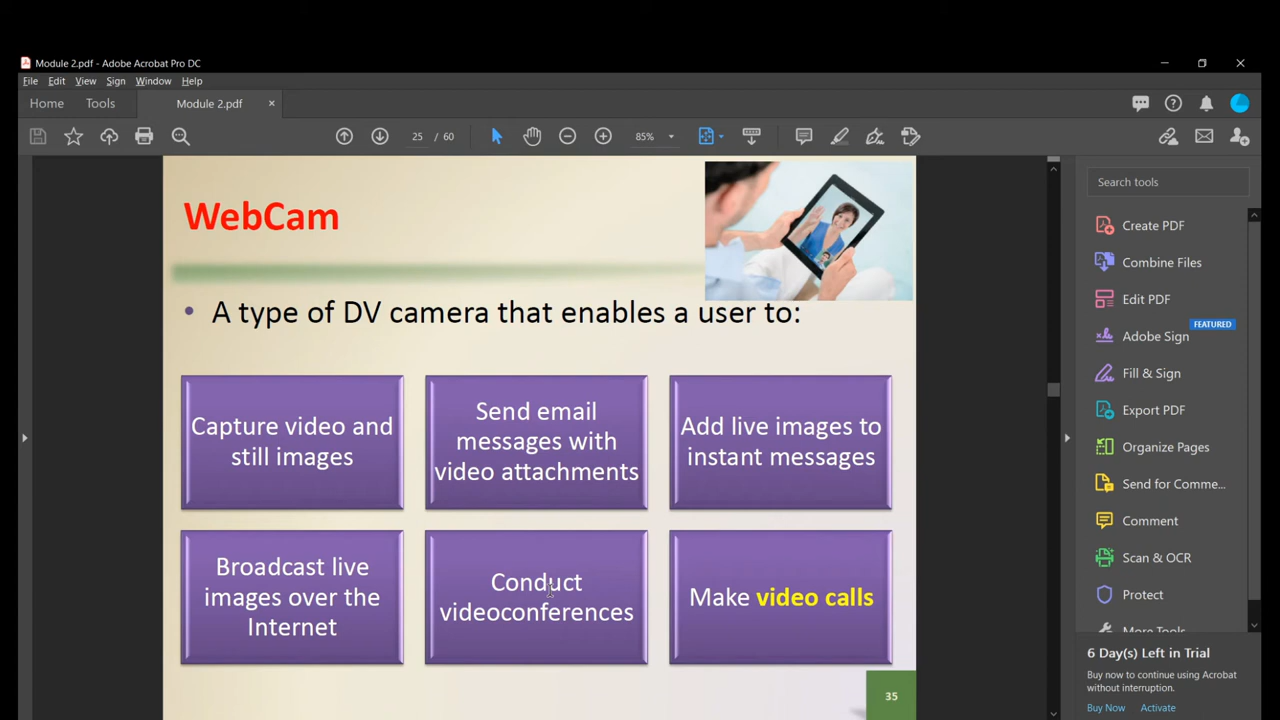 Module 2.pdf - Adobe Acrobat Pro DC
File Edit View Sign Window Help
Home Tools Module 2.pdf ×
25 / 60 85%
WebCam
• A type of DV camera that enables a user to:
Capture video and
still images
Send email
messages with
video attachments
Add live images to
instant messages
Broadcast live
images over the
Internet
Conduct
videoconferences
Make video calls
35
Search tools
Create PDF
Combine Files
Edit PDF
FEATURED
Adobe Sign
Fill & Sign
Export PDF
Organize Pages
Send for Comme...
Comment
Scan & OCR
Protect
More Tools
6 Day(s) Left in Trial
Buy now to continue using Acrobat
without interruption.
Buy Now Activate